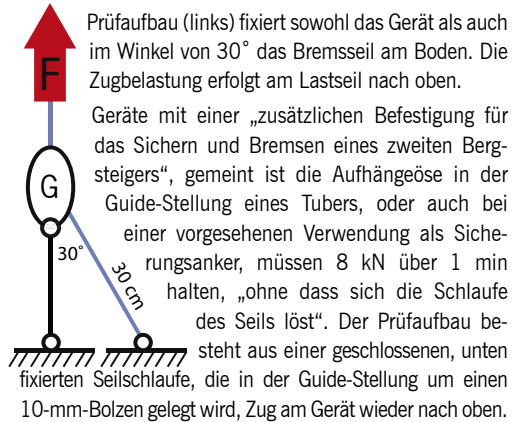 Prüfaufbau (links) fixiert sowohl das Gerät als auch
im Winkel von 30˚ das Bremsseil am Boden. Die
Zugbelastung erfolgt am Lastseil nach oben.
Geräte mit einer „zusätzlichen Befestigung für
das Sichern und Bremsen eines zweiten Berg-
steigers“, gemeint ist die Aufhängeöse in der
Guide-Stellung eines Tubers, oder auch bei
einer vorgesehenen Verwendung als Siche-
rungsanker, müssen 8 kN über 1 min
halten, „ohne dass sich die Schlaufe
des Seils löst“. Der Prüfaufbau be-
steht aus einer geschlossenen, unten
fixierten Seilschlaufe, die in der Guide-Stellung um einen
10-mm-Bolzen gelegt wird, Zug am Gerät wieder nach oben.
F
G
30˚
30 cm